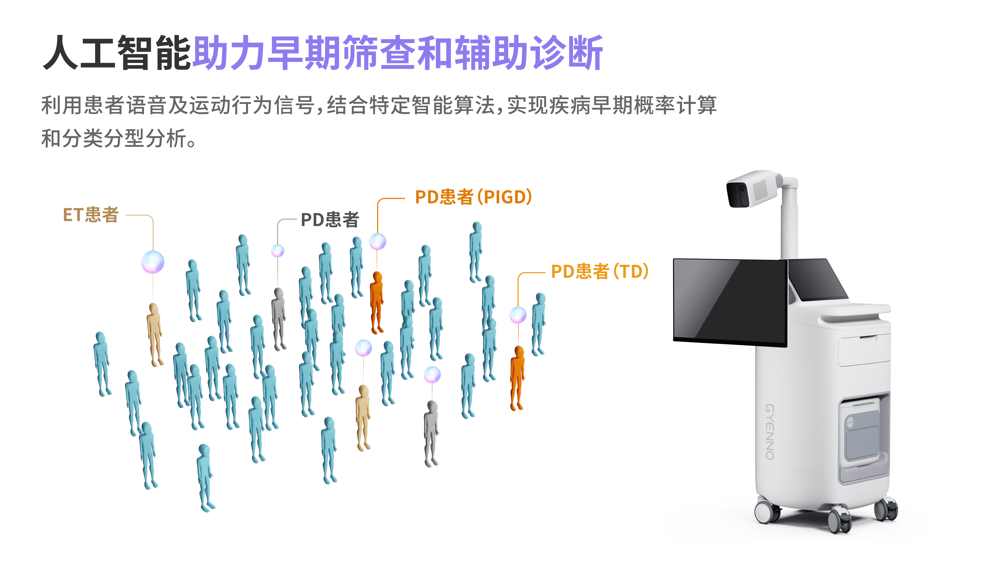 人工智能助力早期筛查和辅助诊断
利用患者语音及运动行为信号，结合特定智能算法，实现疾病早期概率计算
和分类分型分析。
PD患者（PIGD）
ET患者
PD患者
PD患者（TD）
GYENNO